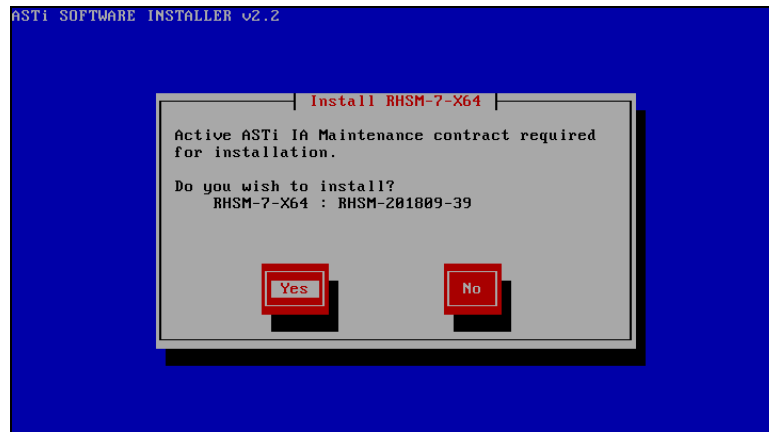 ASTi SOFTWARE INSTALLER v2.2
Install RHSM-7-X64
Active ASTi IA Maintenance contract required
for installation.
Do you wish to install?
RHSM-7-X64 : RHSM-201809-39
Yes No